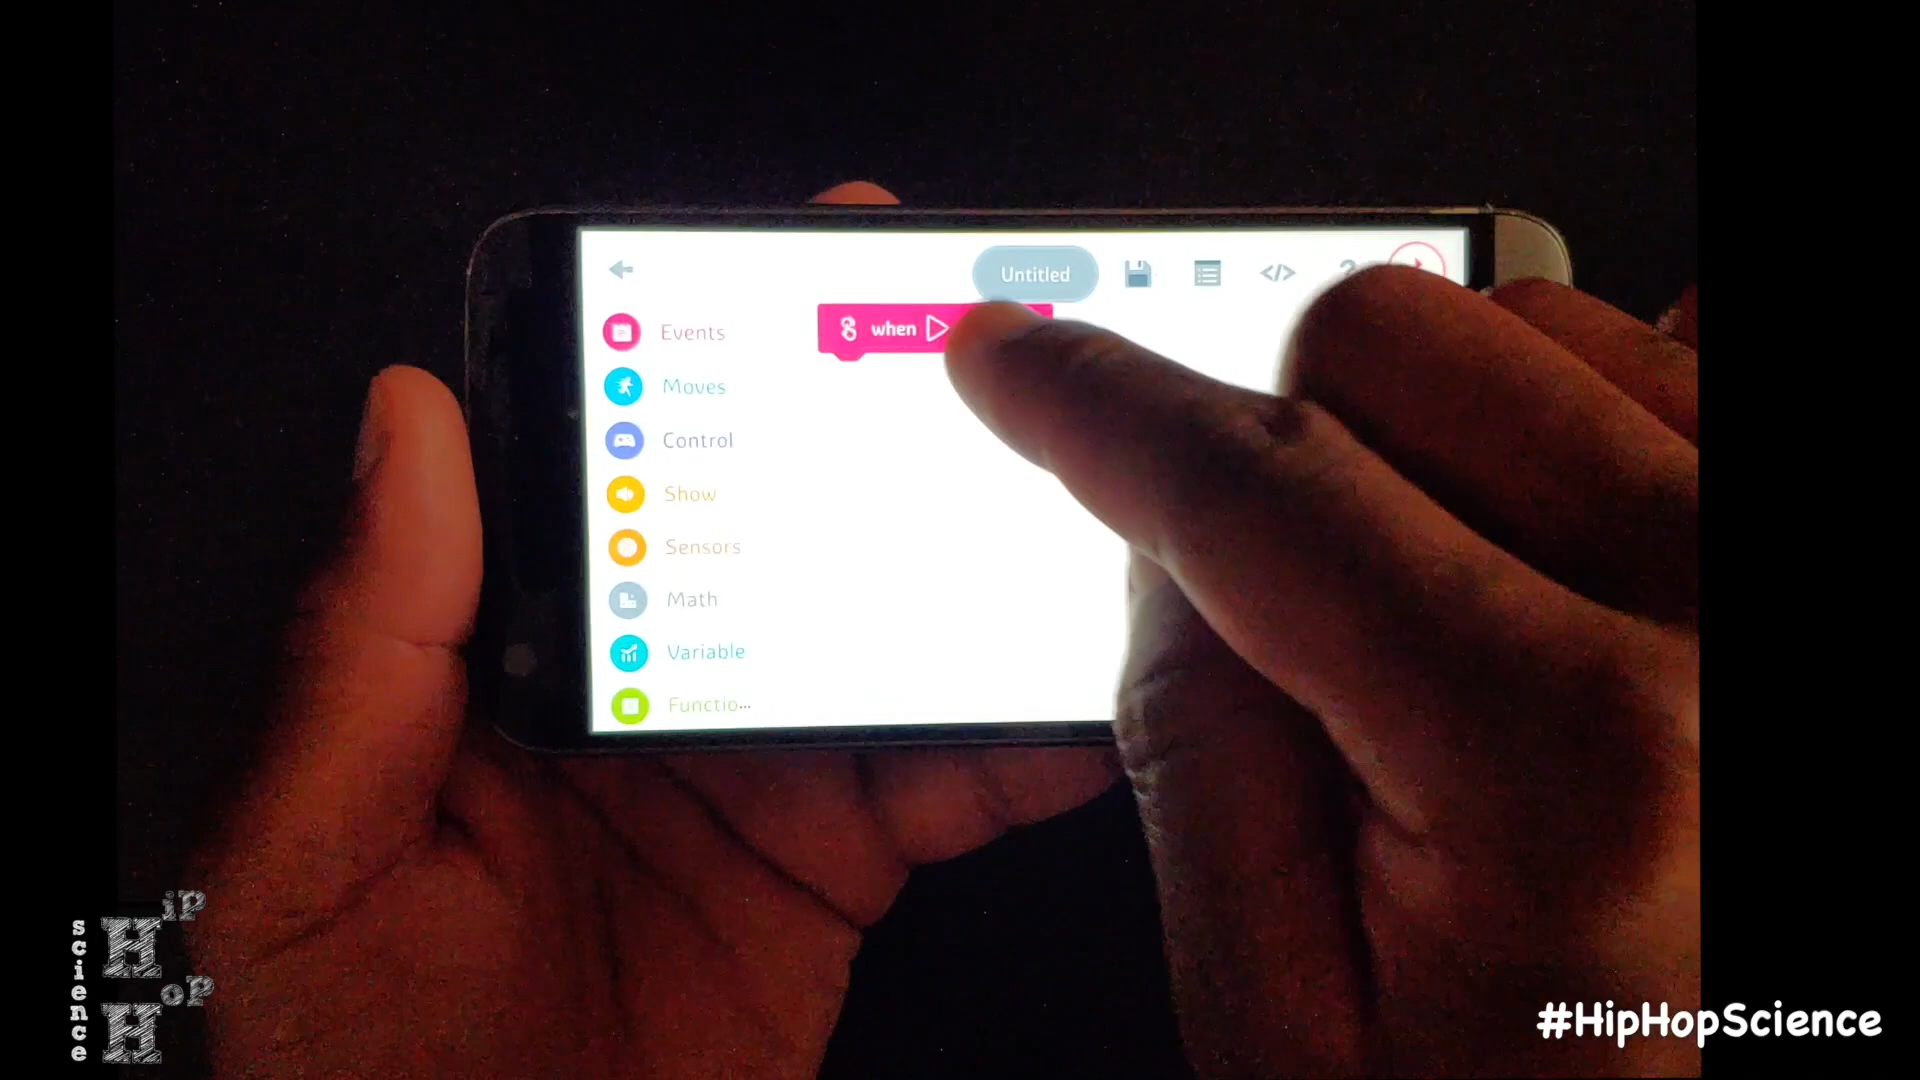 Untitled
</>
?
Events
when
Moves
Control
Show
Sensors
Math
Variable
Functio...
science
Hip
Hop
#HipHopScience